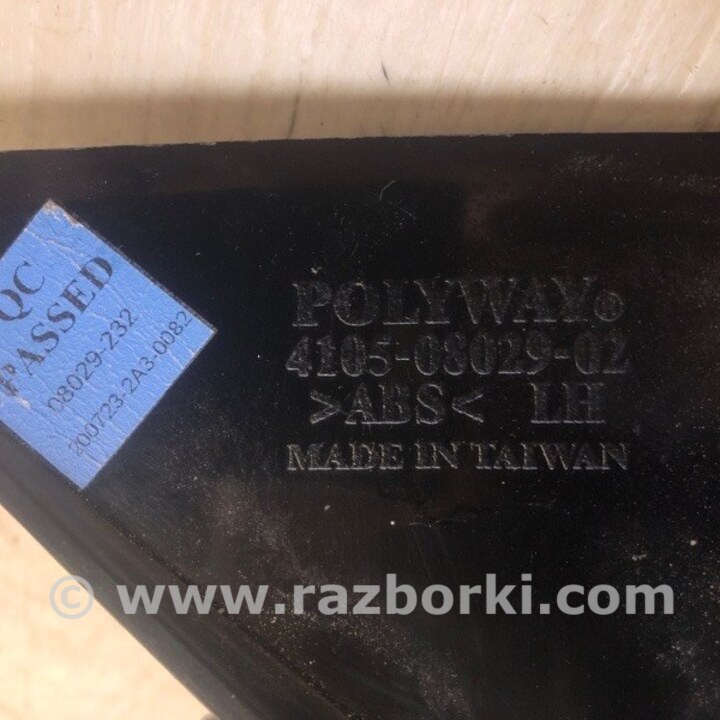 QC
PASSED
08029-232
200723-2A3-0082
POLYWAY®
4105-08029-02
>ABS< LH
MADE IN TAIWAN
© www.razborki.com